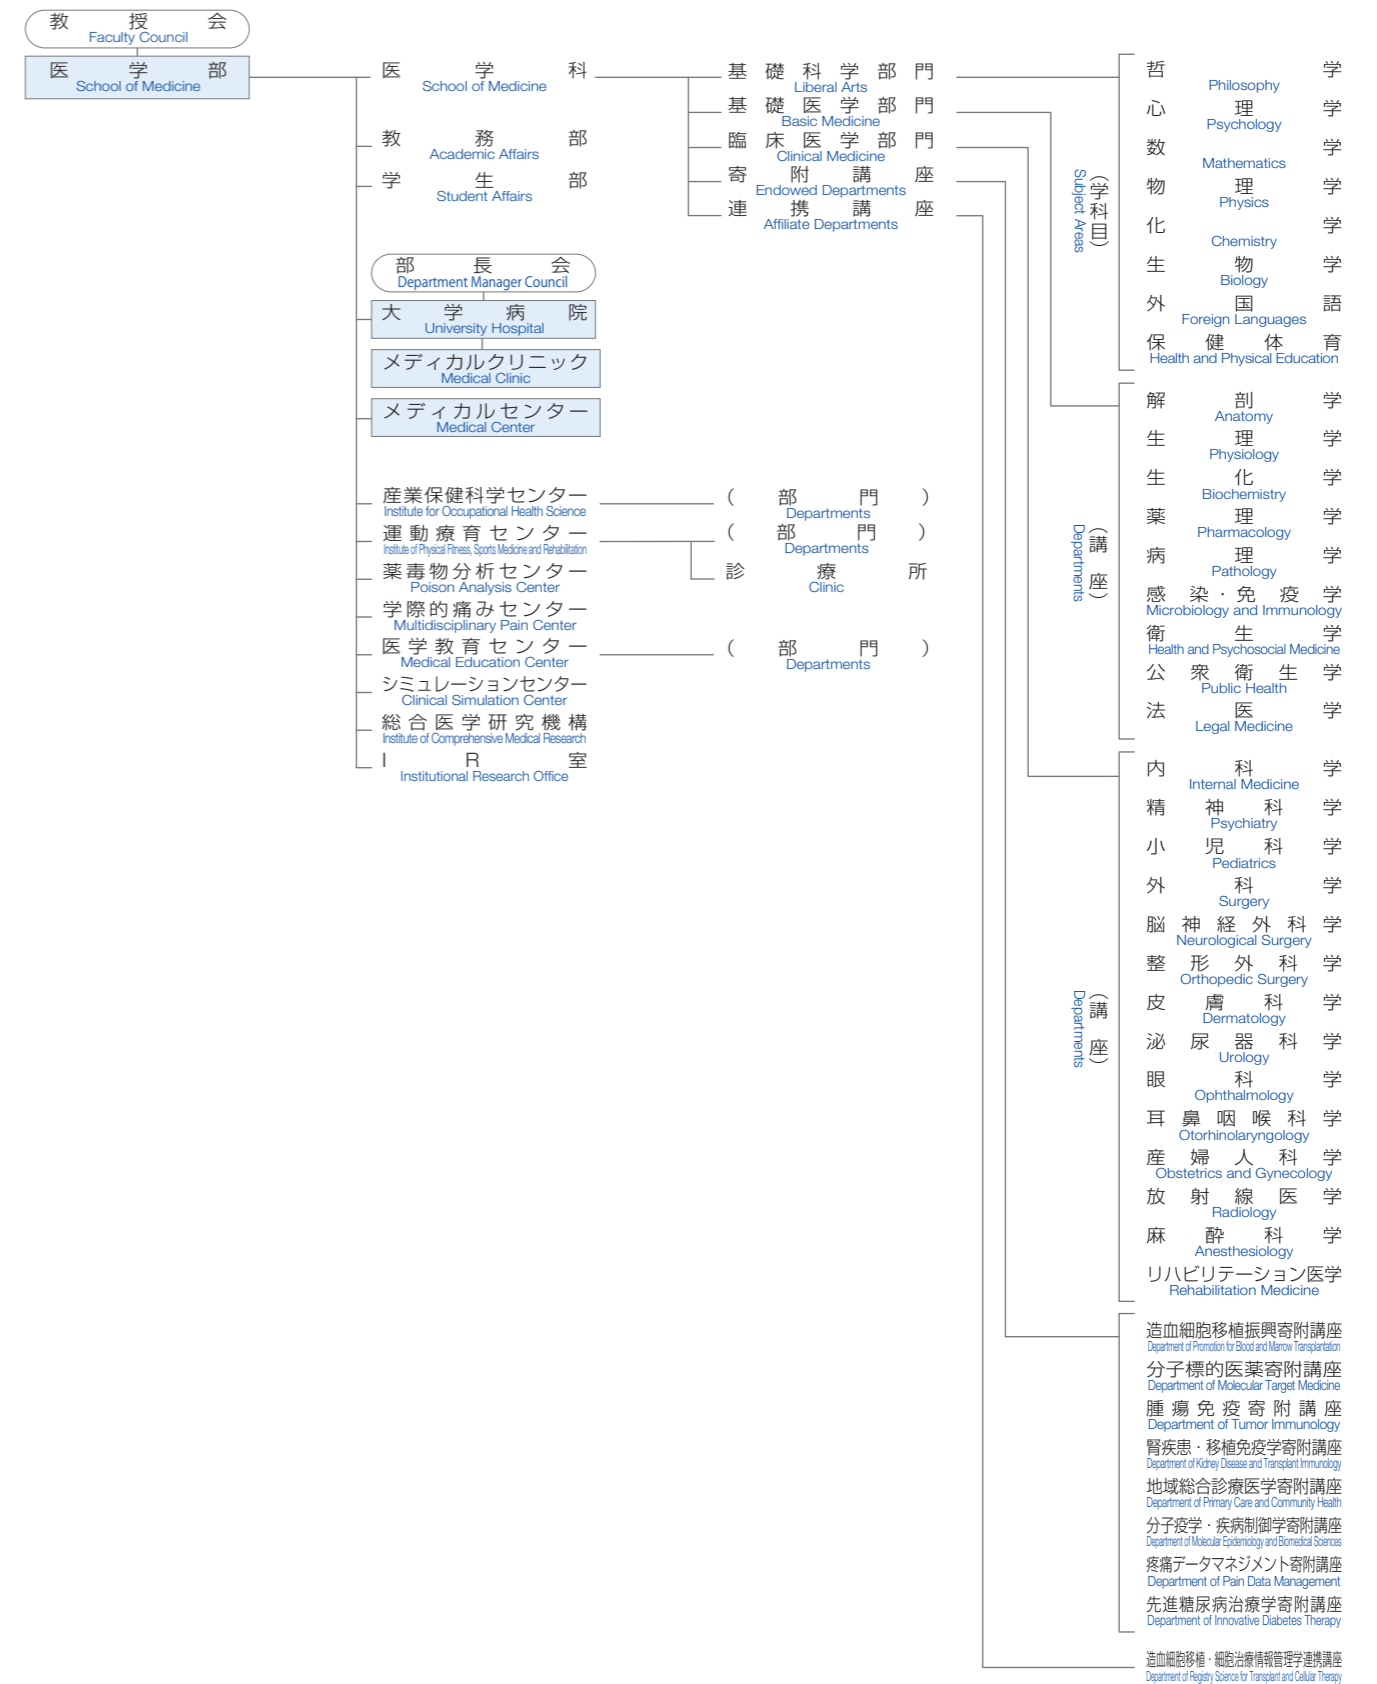 教授会
Faculty Council
医学部
School of Medicine
医学科
School of Medicine
教務部
Academic Affairs
学生部
Student Affairs
部長会
Department Manager Council
大学病院
University Hospital
メディカルクリニック
Medical Clinic
メディカルセンター
Medical Center
産業保健科学センター
Institute for Occupational Health Science
運動療育センター
Institute of Physical Fitness, Sports Medicine and Rehabilitation
薬毒物分析センター
Poison Analysis Center
学際的痛みセンター
Multidisciplinary Pain Center
医学教育センター
Medical Education Center
シミュレーションセンター
Clinical Simulation Center
総合医学研究機構
Institute of Comprehensive Medical Research
IR室
Institutional Research Office
基礎科学部門
Liberal Arts
基礎医学部門
Basic Medicine
臨床医学部門
Clinical Medicine
寄附講座
Endowed Departments
連携講座
Affiliate Departments
(部門)
Departments
(部門)
Departments
診療所
Clinic
(部門)
Departments
(学科目)
Subject Areas
哲学
Philosophy
心理学
Psychology
数学
Mathematics
物理学
Physics
化学
Chemistry
生物学
Biology
外国語
Foreign Languages
保健体育
Health and Physical Education
(講座)
Departments
解剖学
Anatomy
生理学
Physiology
生化学
Biochemistry
薬理学
Pharmacology
病理学
Pathology
感染・免疫学
Microbiology and Immunology
衛生学
Health and Psychosocial Medicine
公衆衛生学
Public Health
法医学
Legal Medicine
(講座)
Departments
内科学
Internal Medicine
精神科学
Psychiatry
小児科学
Pediatrics
外科学
Surgery
脳神経外科学
Neurological Surgery
整形外科学
Orthopedic Surgery
皮膚科学
Dermatology
泌尿器科学
Urology
眼科学
Ophthalmology
耳鼻咽喉科学
Otorhinolaryngology
産婦人科学
Obstetrics and Gynecology
放射線医学
Radiology
麻酔科学
Anesthesiology
リハビリテーション医学
Rehabilitation Medicine
造血細胞移植振興寄附講座
Department of Promotion for Blood and Marrow Transplantation
分子標的医薬寄附講座
Department of Molecular Target Medicine
腫瘍免疫寄附講座
Department of Tumor Immunology
腎疾患・移植免疫学寄附講座
Department of Kidney Disease and Transplant Immunology
地域総合診療医学寄附講座
Department of Primary Care and Community Health
分子疫学・疾病制御学寄附講座
Department of Molecular Epidemiology and Biomedical Sciences
疼痛データマネジメント寄附講座
Department of Pain Data Management
先進糖尿病治療学寄附講座
Department of Innovative Diabetes Therapy
造血細胞移植・細胞治療情報管理学連携講座
Department of Registry Science for Transplant and Cellular Therapy